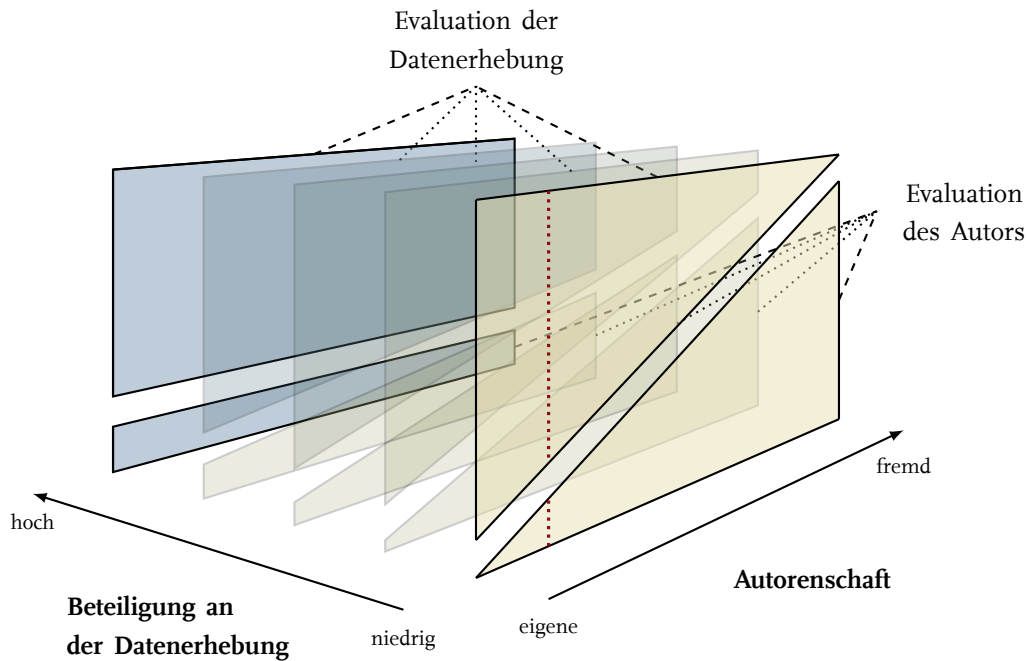 Evaluation der
Datenerhebung
Evaluation
des Autors
fremd
hoch
Autorenschaft
Beteiligung an
der Datenerhebung
niedrig
eigene